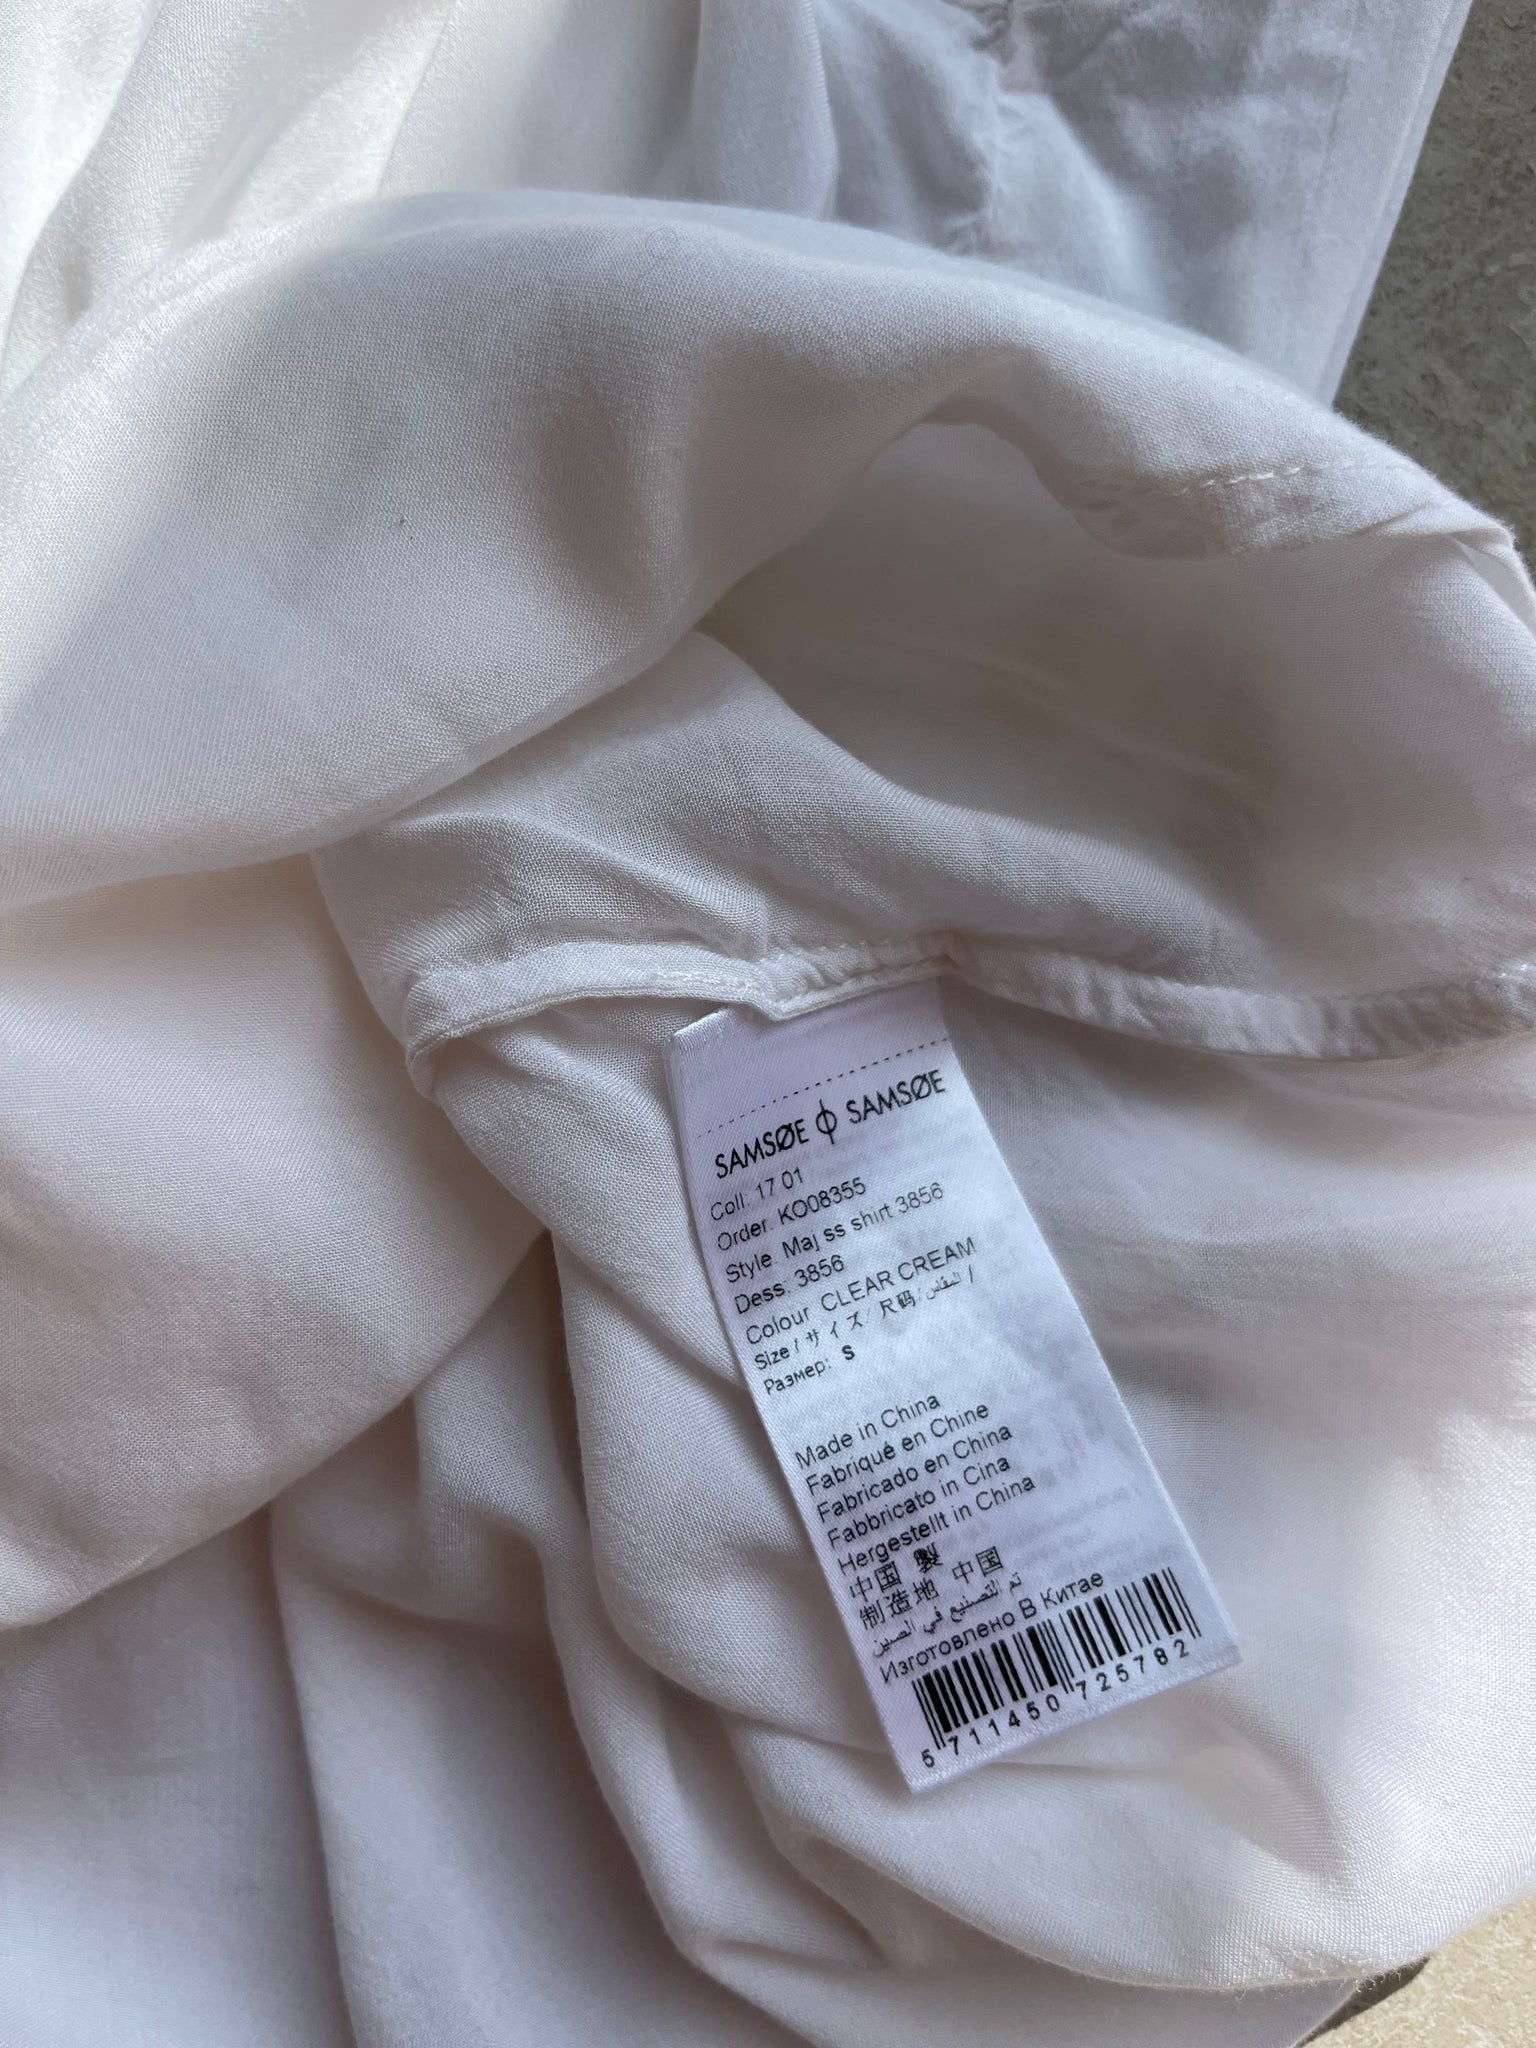 SAMSØE SAMSØE
Coll. 17 01
Order. KO08355
Style. Maj ss shirt 3856
Dess: 3856
Colour. CLEAR CREAM
Size / サイズ / 尺码 / المقاس /
Размер: S
Made in China
Fabriqué en Chine
Fabricado en China
Fabbricato in Cina
Hergestellt in China
中国 製
制造地 中国
تم التصنيع في الصين
Изготовлено В Китае
5711450725782